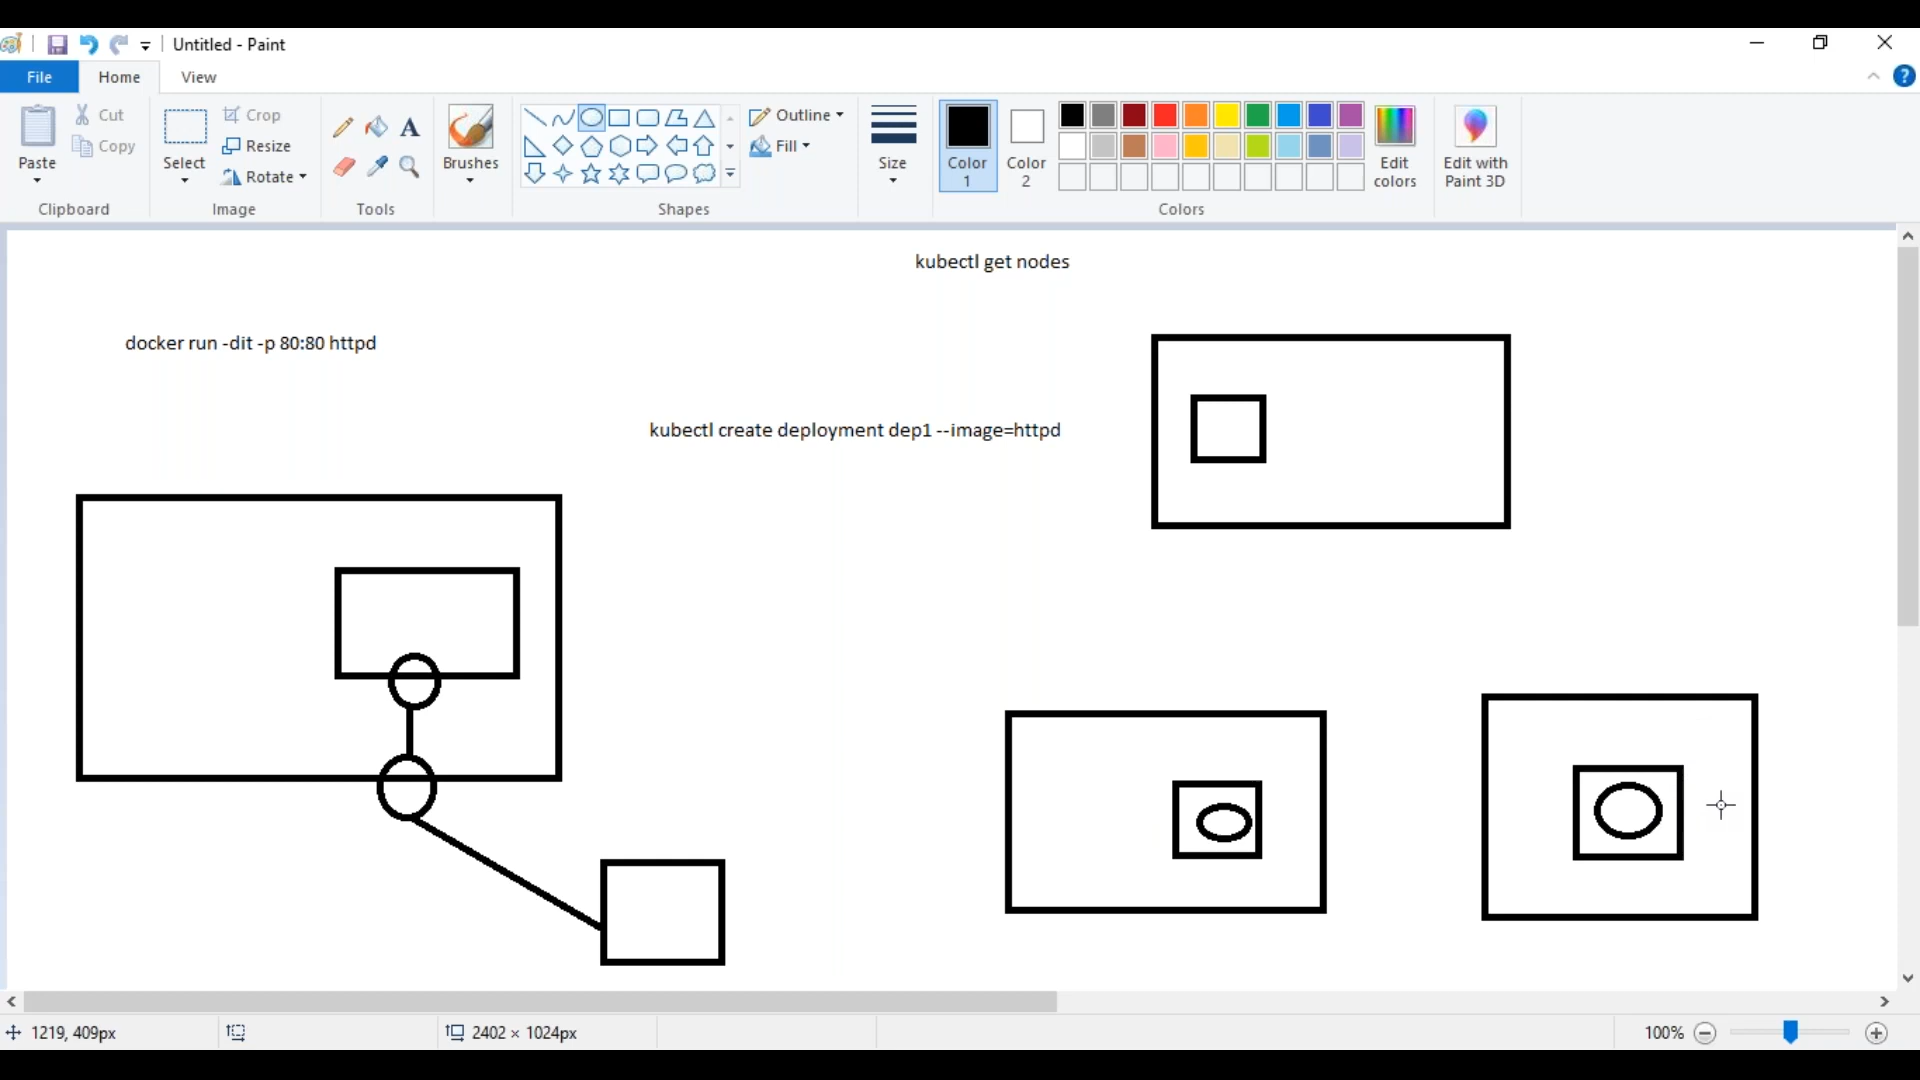 Untitled - Paint
File Home View
Paste
Cut
Copy
Clipboard
Select
Crop
Resize
Rotate
Image
Tools
Brushes
Shapes
Outline
Fill
Size
Color 1
Color 2
Colors
Edit colors
Edit with Paint 3D
kubectl get nodes
docker run -dit -p 80:80 httpd
kubectl create deployment dep1 --image=httpd
1219, 409px
2402 × 1024px
100%